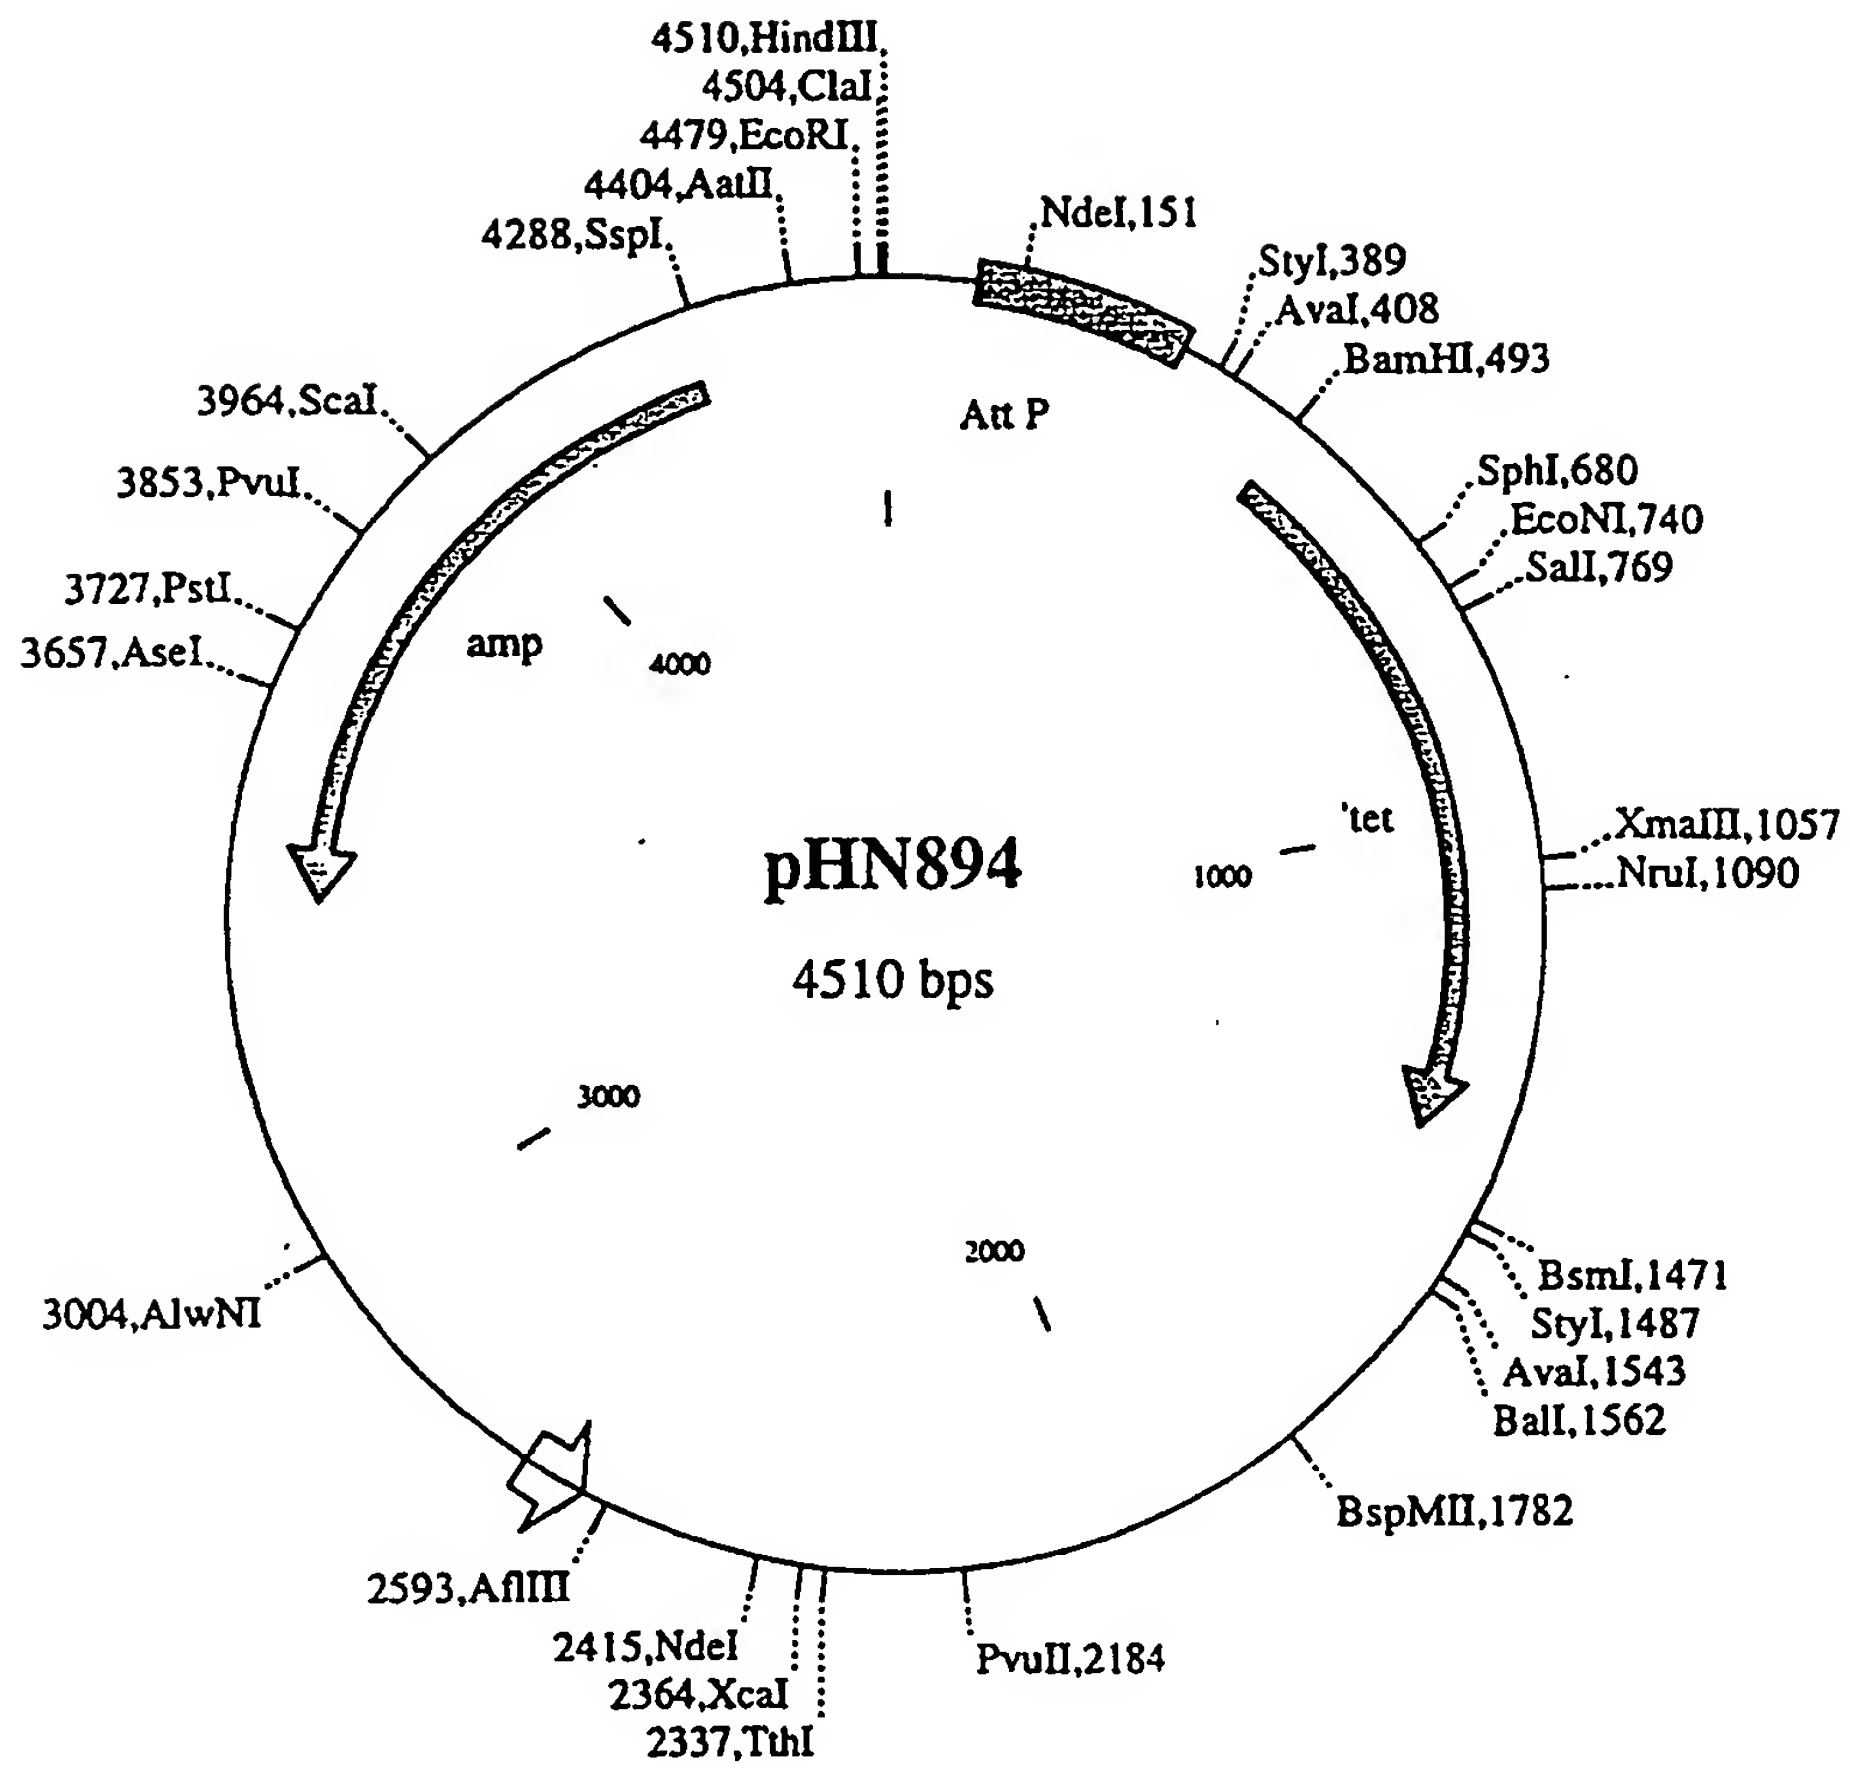 4510,HindIII
4504,ClaI
4479,EcoRI
4404,AatII
4288,SspI
NdeI,151
StyI,389
AvaI,408
BamHI,493
3964,ScaI
Att P
3853,PvuI
SphI,680
EcoNI,740
SalI,769
3727,PstI
3657,AseI
amp
4000
'tet
XmaIII,1057
NruI,1090
1000
pHN894
4510 bps
3000
2000
3004,AlwNI
BsmI,1471
StyI,1487
AvaI,1543
BalI,1562
BspMII,1782
2593,AflIII
2415,NdeI
2364,XcaI
2337,TthI
PvuII,2184